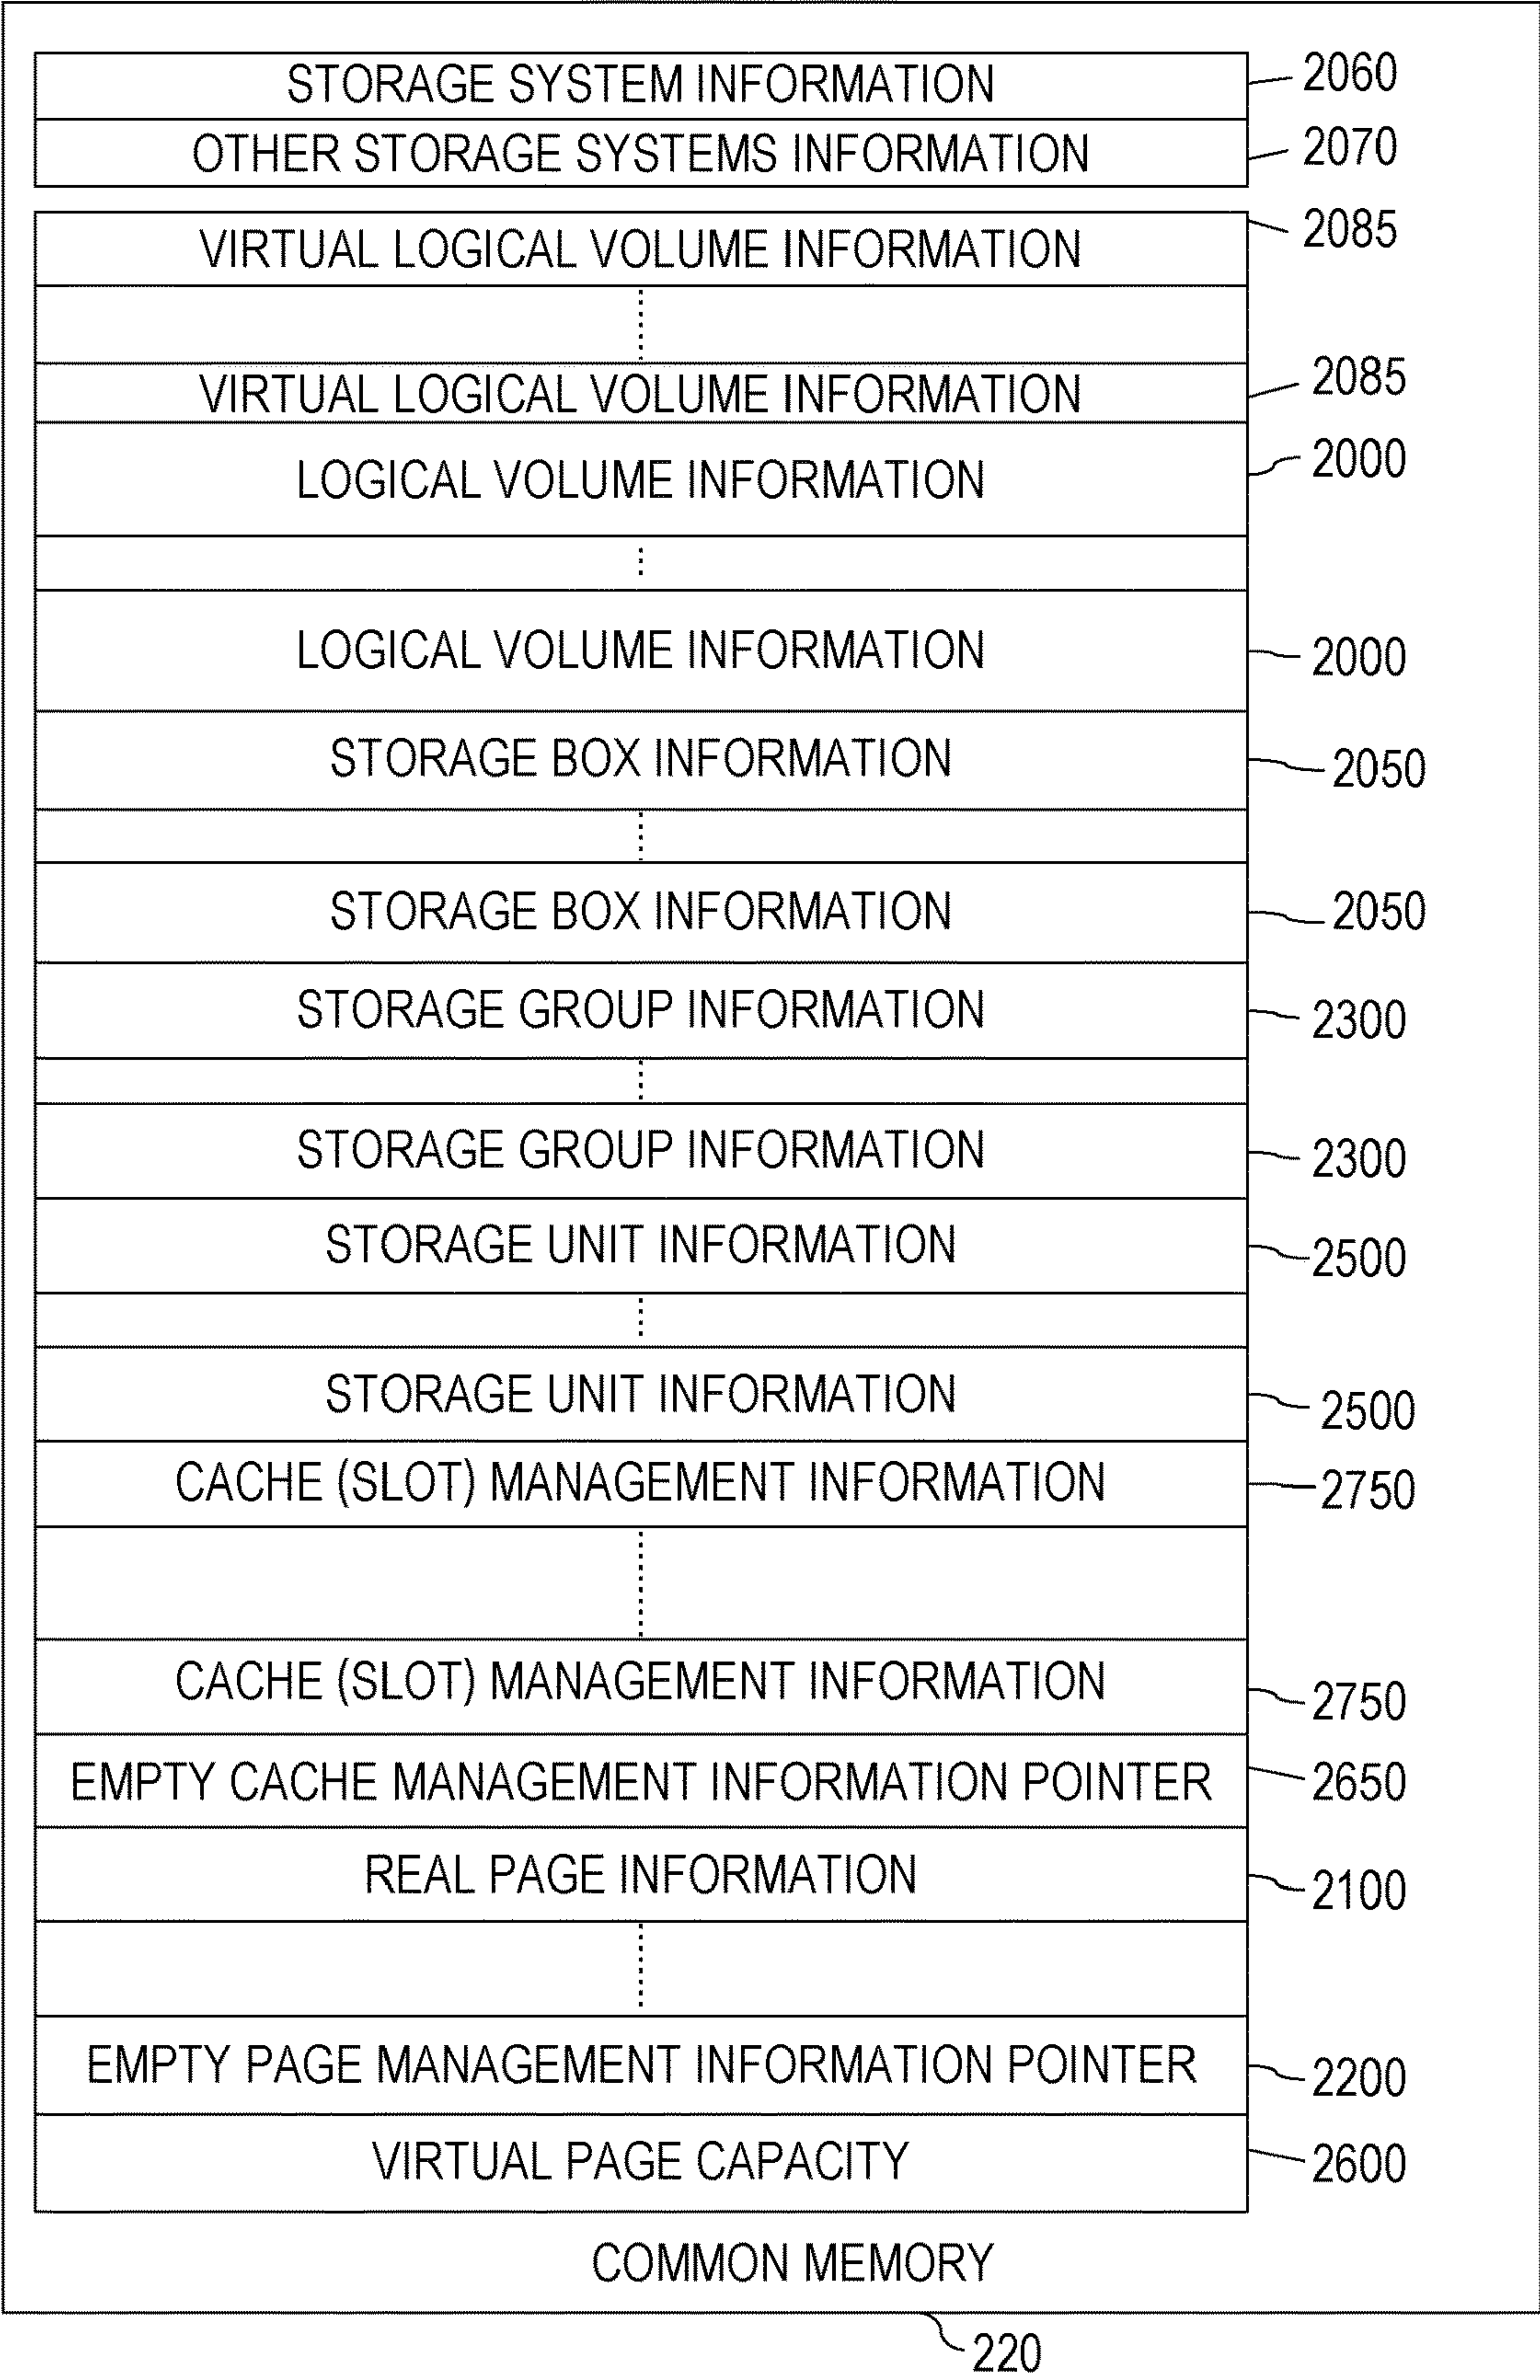 STORAGE SYSTEM INFORMATION 2060
OTHER STORAGE SYSTEMS INFORMATION 2070
VIRTUAL LOGICAL VOLUME INFORMATION 2085
VIRTUAL LOGICAL VOLUME INFORMATION 2085
LOGICAL VOLUME INFORMATION 2000
LOGICAL VOLUME INFORMATION 2000
STORAGE BOX INFORMATION 2050
STORAGE BOX INFORMATION 2050
STORAGE GROUP INFORMATION 2300
STORAGE GROUP INFORMATION 2300
STORAGE UNIT INFORMATION 2500
STORAGE UNIT INFORMATION 2500
CACHE (SLOT) MANAGEMENT INFORMATION 2750
CACHE (SLOT) MANAGEMENT INFORMATION 2750
EMPTY CACHE MANAGEMENT INFORMATION POINTER 2650
REAL PAGE INFORMATION 2100
EMPTY PAGE MANAGEMENT INFORMATION POINTER 2200
VIRTUAL PAGE CAPACITY 2600
COMMON MEMORY
220